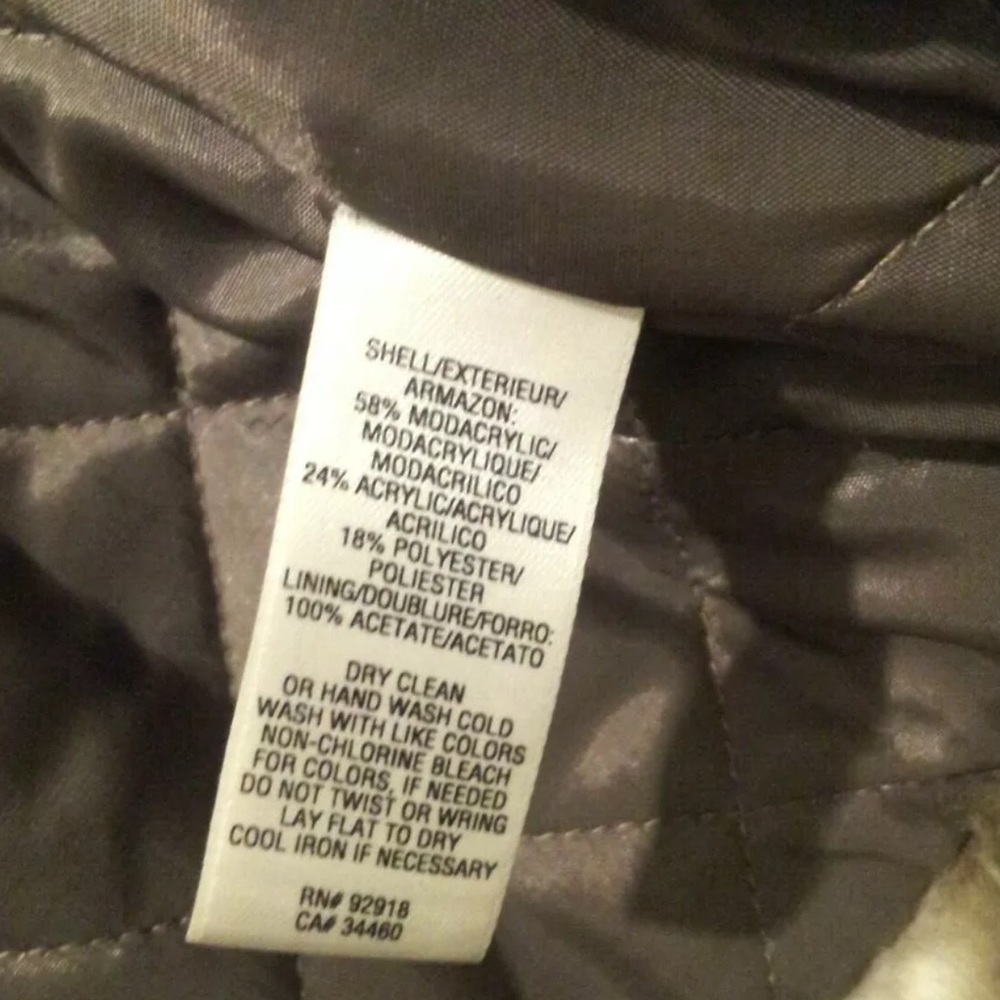 SHELL/EXTERIEUR/
ARMAZON:
58% MODACRYLIC/
MODACRYLIQUE/
MODACRILICO
24% ACRYLIC/ACRYLIQUE/
ACRILICO
18% POLYESTER/
POLIESTER
LINING/DOUBLURE/FORRO:
100% ACETATE/ACETATO
DRY CLEAN
OR HAND WASH COLD
WASH WITH LIKE COLORS
NON-CHLORINE BLEACH
FOR COLORS, IF NEEDED
DO NOT TWIST OR WRING
LAY FLAT TO DRY
COOL IRON IF NECESSARY
RN# 92918
CA# 34460